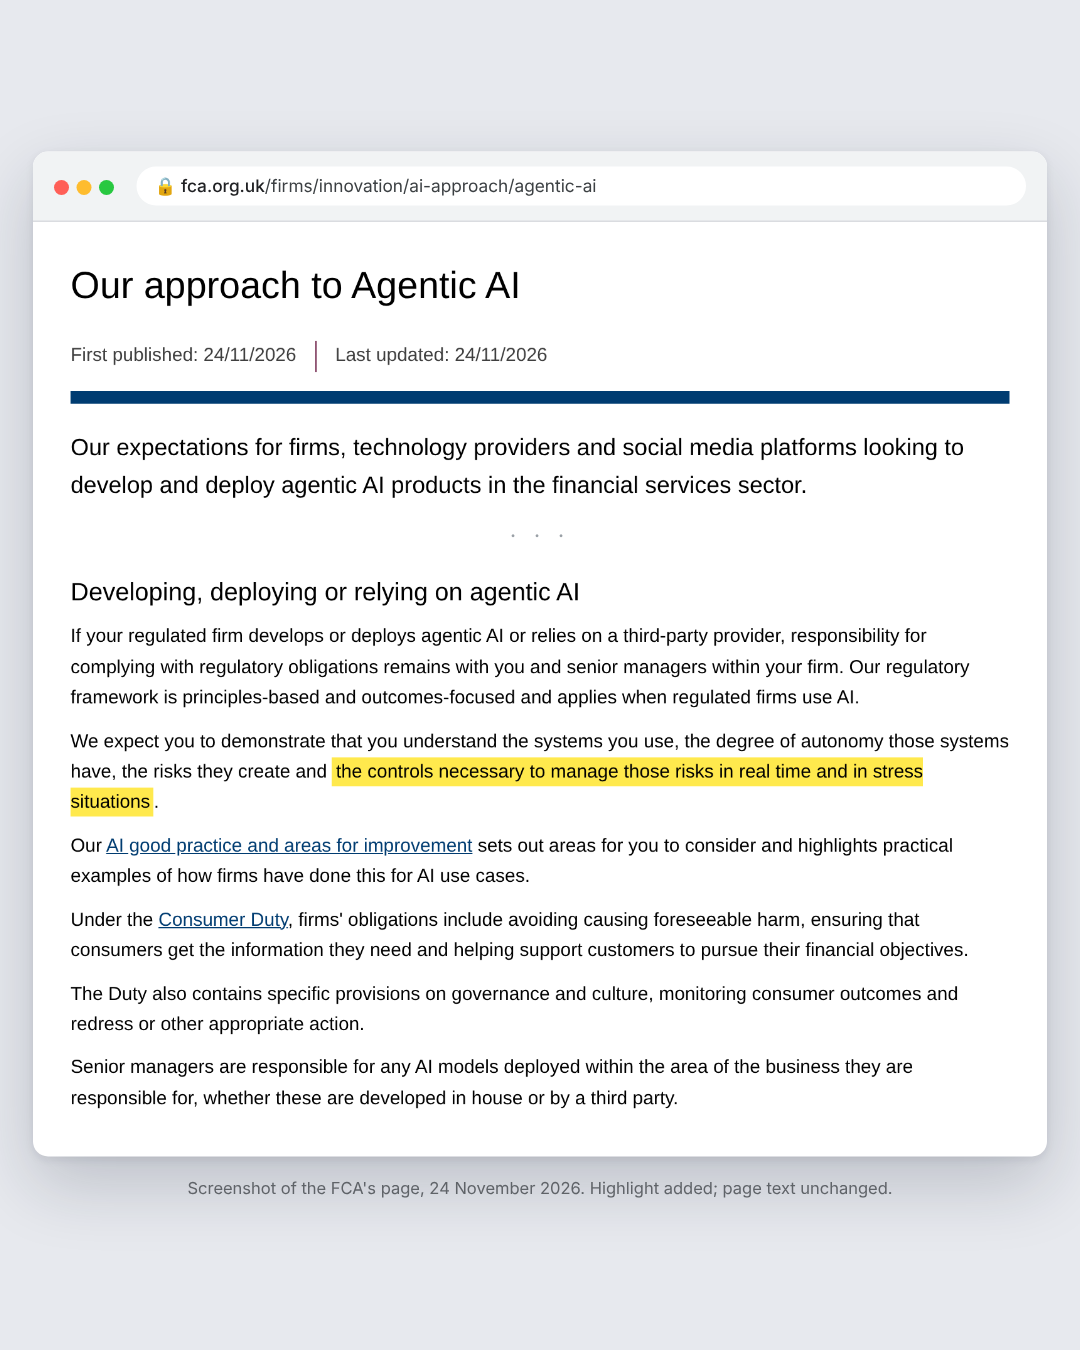 fca.org.uk/firms/innovation/ai-approach/agentic-ai
Our approach to Agentic AI
First published: 24/11/2026 | Last updated: 24/11/2026
Our expectations for firms, technology providers and social media platforms looking to
develop and deploy agentic AI products in the financial services sector.
. . .
Developing, deploying or relying on agentic AI
If your regulated firm develops or deploys agentic AI or relies on a third-party provider, responsibility for
complying with regulatory obligations remains with you and senior managers within your firm. Our regulatory
framework is principles-based and outcomes-focused and applies when regulated firms use AI.
We expect you to demonstrate that you understand the systems you use, the degree of autonomy those systems
have, the risks they create and the controls necessary to manage those risks in real time and in stress
situations.
Our AI good practice and areas for improvement sets out areas for you to consider and highlights practical
examples of how firms have done this for AI use cases.
Under the Consumer Duty, firms' obligations include avoiding causing foreseeable harm, ensuring that
consumers get the information they need and helping support customers to pursue their financial objectives.
The Duty also contains specific provisions on governance and culture, monitoring consumer outcomes and
redress or other appropriate action.
Senior managers are responsible for any AI models deployed within the area of the business they are
responsible for, whether these are developed in house or by a third party.
Screenshot of the FCA's page, 24 November 2026. Highlight added; page text unchanged.